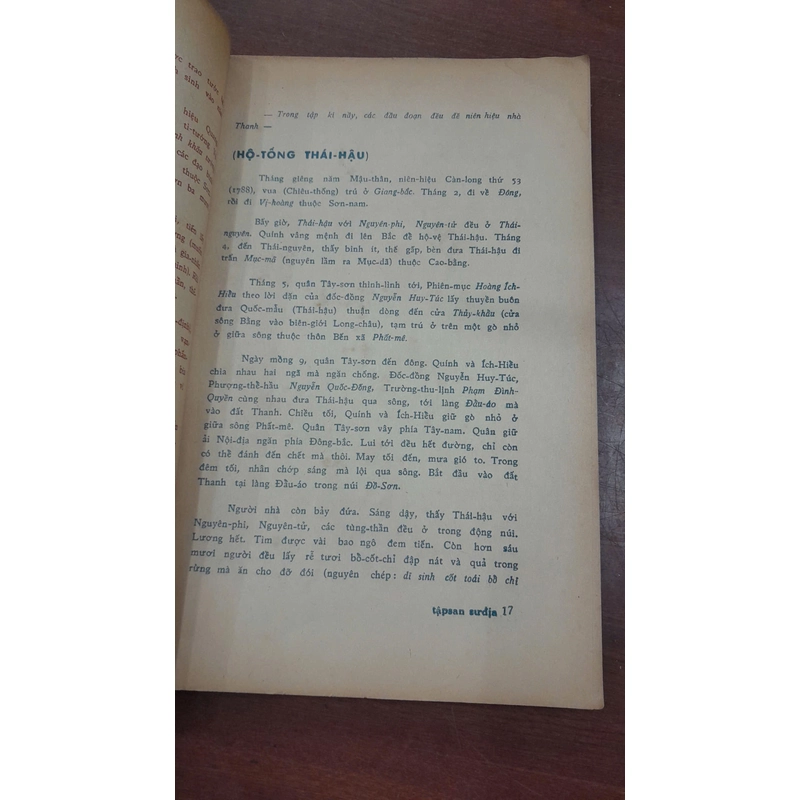 — Trong tập kí nầy, các đầu đoạn đều đề niên hiệu nhà
Thanh —
(HỘ-TỐNG THÁI-HẬU)
Tháng giêng năm Mậu-thân, niên-hiệu Càn-long thứ 53
(1788), vua (Chiêu-thống) trú ở Giang-bắc. Tháng 2, đi về Đông,
rồi đi Vị-hoàng thuộc Sơn-nam.
Bấy giờ, Thái-hậu với Nguyên-phi, Nguyên-tử đều ở Thái-
nguyên. Quính vâng mệnh đi lên Bắc để hộ-vệ Thái-hậu. Tháng
4, đến Thái-nguyên, thấy binh ít, thế gấp, bèn đưa Thái-hậu đi
trấn Mục-mã (nguyên lầm ra Mục-dã) thuộc Cao-bằng.
Tháng 5, quân Tây-sơn thình-lình tới, Phiên-mục Hoàng Ích-
Hiểu theo lời dặn của đốc-đồng Nguyễn Huy-Túc lấy thuyền buôn
đưa Quốc-mẫu (Thái-hậu) thuận dòng đến cửa Thủy-khẩu (cửa
sông Bằng vào biên-giới Long-châu), tạm trú ở trên một gò nhỏ
ở giữa sông thuộc thôn Bến xã Phất-mê.
Ngày mồng 9, quân Tây-sơn đến đông. Quính và Ích-Hiểu
chia nhau hai ngã mà ngăn chống. Đốc-đồng Nguyễn Huy-Túc,
Phượng-thể-hầu Nguyễn Quốc-Đông, Trường-thu-lịnh Phạm Đình-
Quyền cùng nhau đưa Thái-hậu qua sông, tới làng Đầu-áo mà
vào đất Thanh. Chiều tối, Quính và Ích-Hiểu giữ gò nhỏ ở
giữa sông Phất-mê. Quân Tây-sơn vây phía Tây-nam. Quân giữ
ải Nội-địa ngăn phía Đông-bắc. Lui tới đều hết đường, chỉ còn
có thể đánh đến chết mà thôi. May tối đến, mưa gió to. Trong
đêm tối, nhân chớp sáng mà lội qua sông. Bắt đầu vào đất
Thanh tại làng Đầu-áo trong núi Đồ-Sơn.
Người nhà còn bảy đứa. Sáng dậy, thấy Thái-hậu với
Nguyên-phi, Nguyên-tử, các tùng-thần đều ở trong động núi.
Lương hết. Tìm được vài bao ngô đem tiến. Còn hơn sáu
mươi người đều lấy rễ tươi bồ-cốt-chỉ đập nát và quả trong
rừng mà ăn cho đỡ đói (nguyên chép: dĩ sinh cốt toái bồ chỉ
tậpsan sửđịa 17